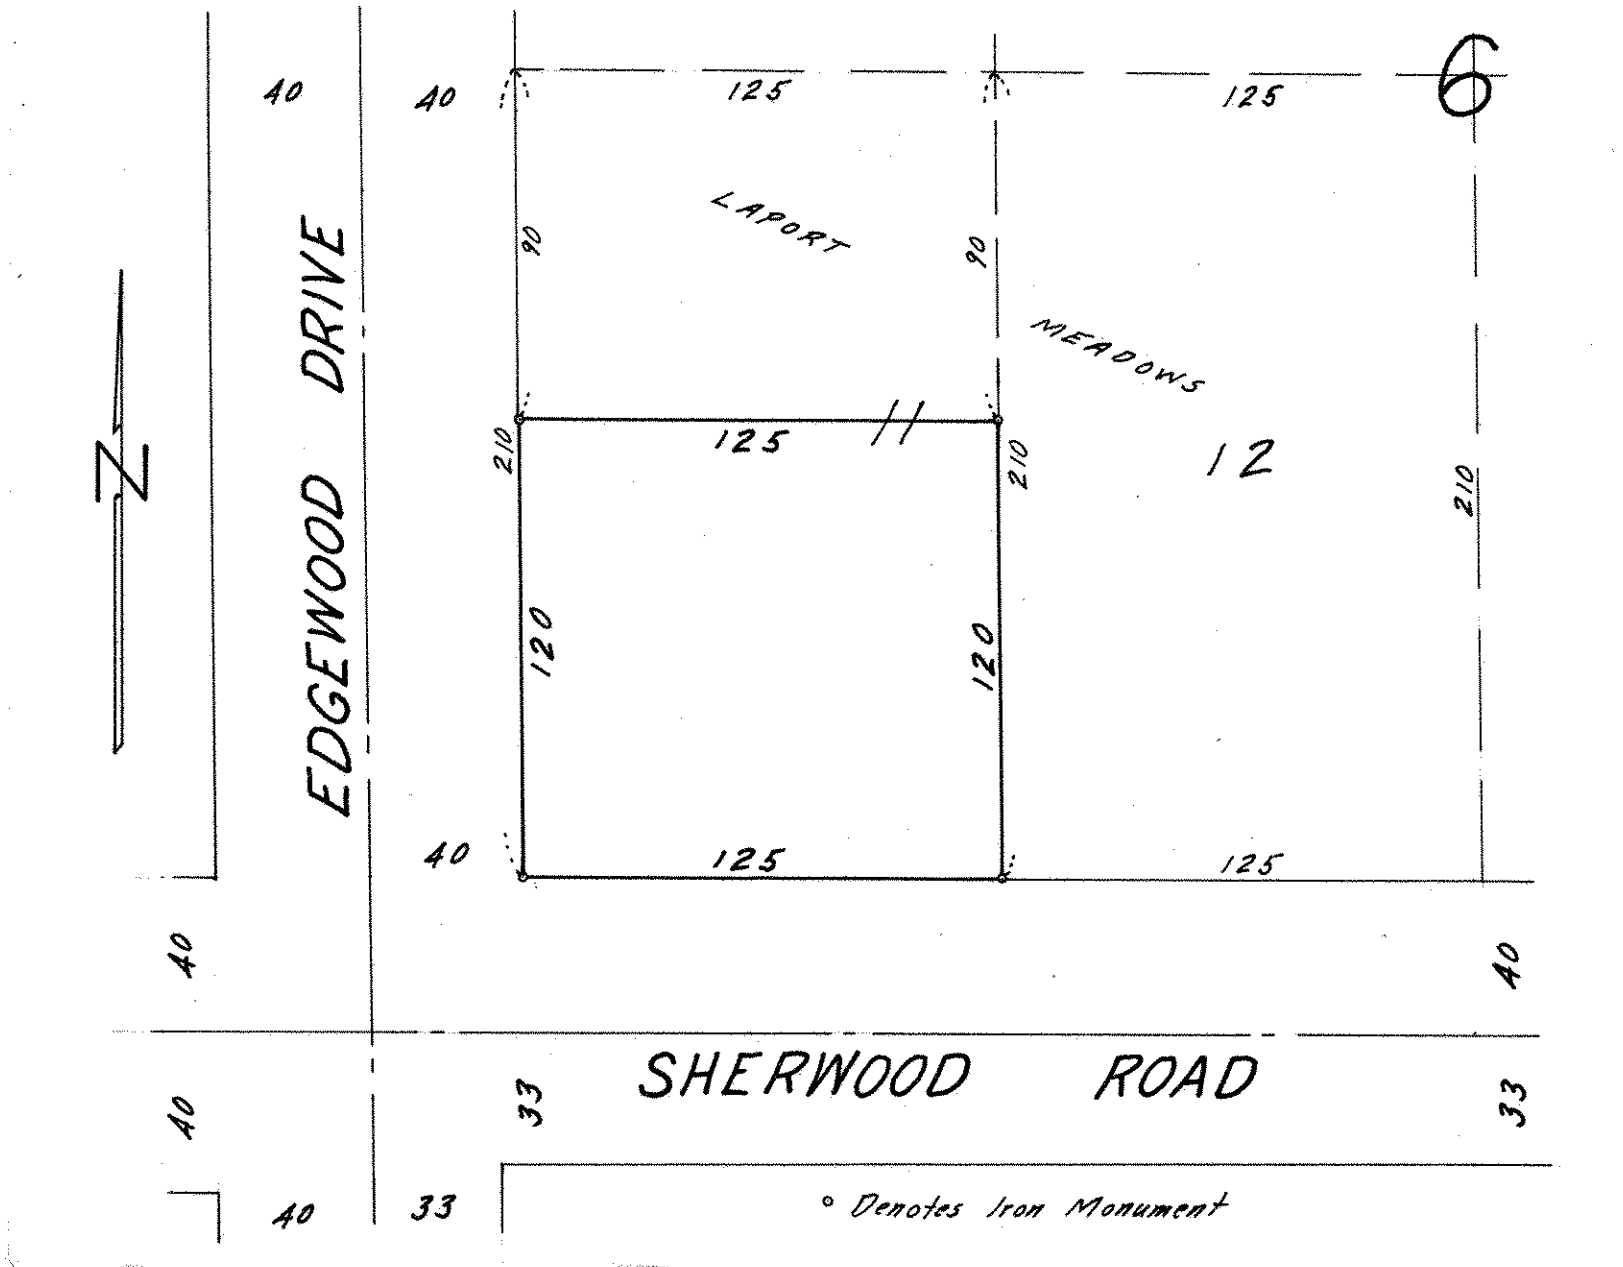 40 40 125 125 6
LAPORT
90 90
MEADOWS
EDGEWOOD DRIVE
N
210 125 11 210 12 210
120 120
40 125 125
40 40
SHERWOOD ROAD
40 33 33
40 33 ° Denotes Iron Monument